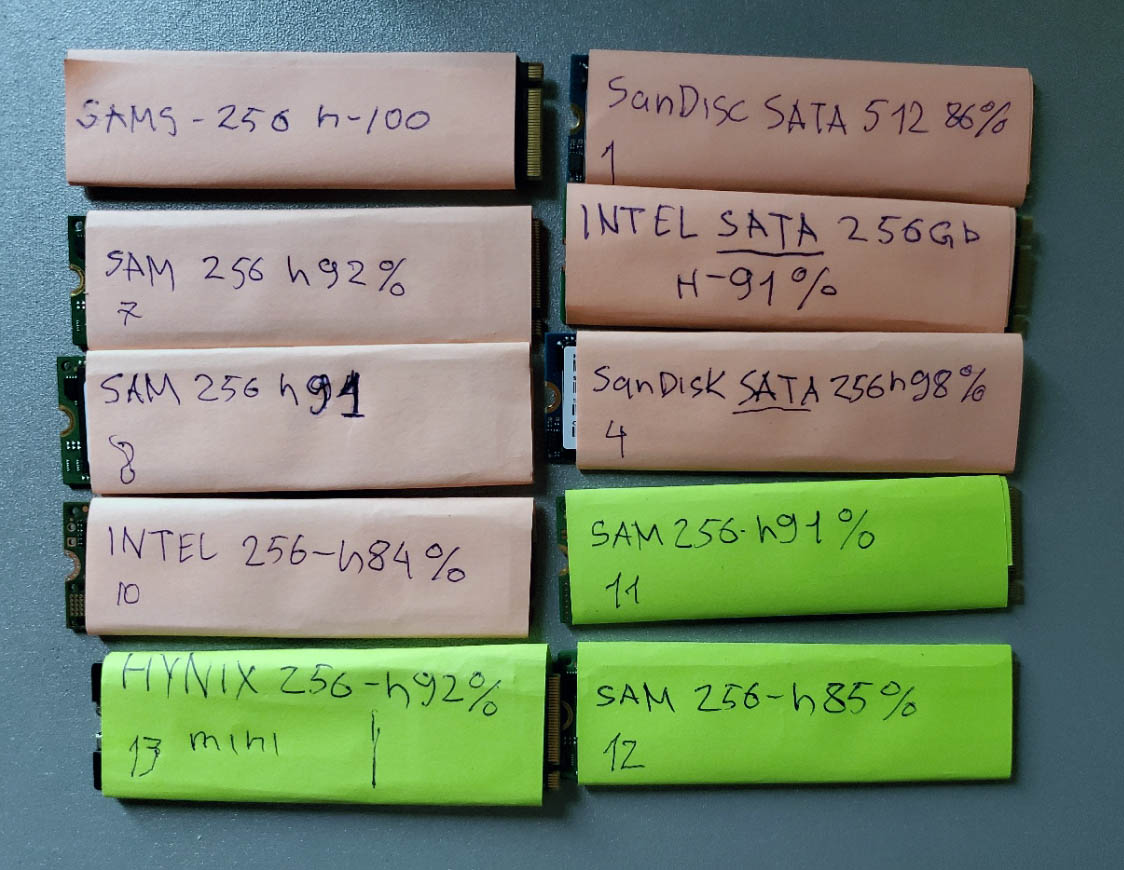 SAMS-256 h-100
SAM 256 h92%
7
SAM 256 h91
8
INTEL 256-h84%
10
HYNIX 256-h92%
13 mini
SanDisc SATA 512 86%
1
INTEL SATA 256Gb
H-91%
SanDisk SATA 256h98%
4
SAM 256-h91%
11
SAM 256-h85%
12